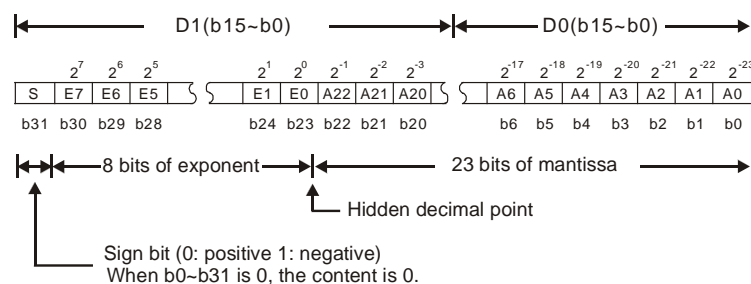 D1(b15~b0) D0(b15~b0)
2^7 2^6 2^5 2^1 2^0 2^-1 2^-2 2^-3 2^-17 2^-18 2^-19 2^-20 2^-21 2^-22 2^-23
S E7 E6 E5 E1 E0 A22 A21 A20 A6 A5 A4 A3 A2 A1 A0
b31 b30 b29 b28 b24 b23 b22 b21 b20 b6 b5 b4 b3 b2 b1 b0
8 bits of exponent 23 bits of mantissa
Hidden decimal point
Sign bit (0: positive 1: negative)
When b0~b31 is 0, the content is 0.